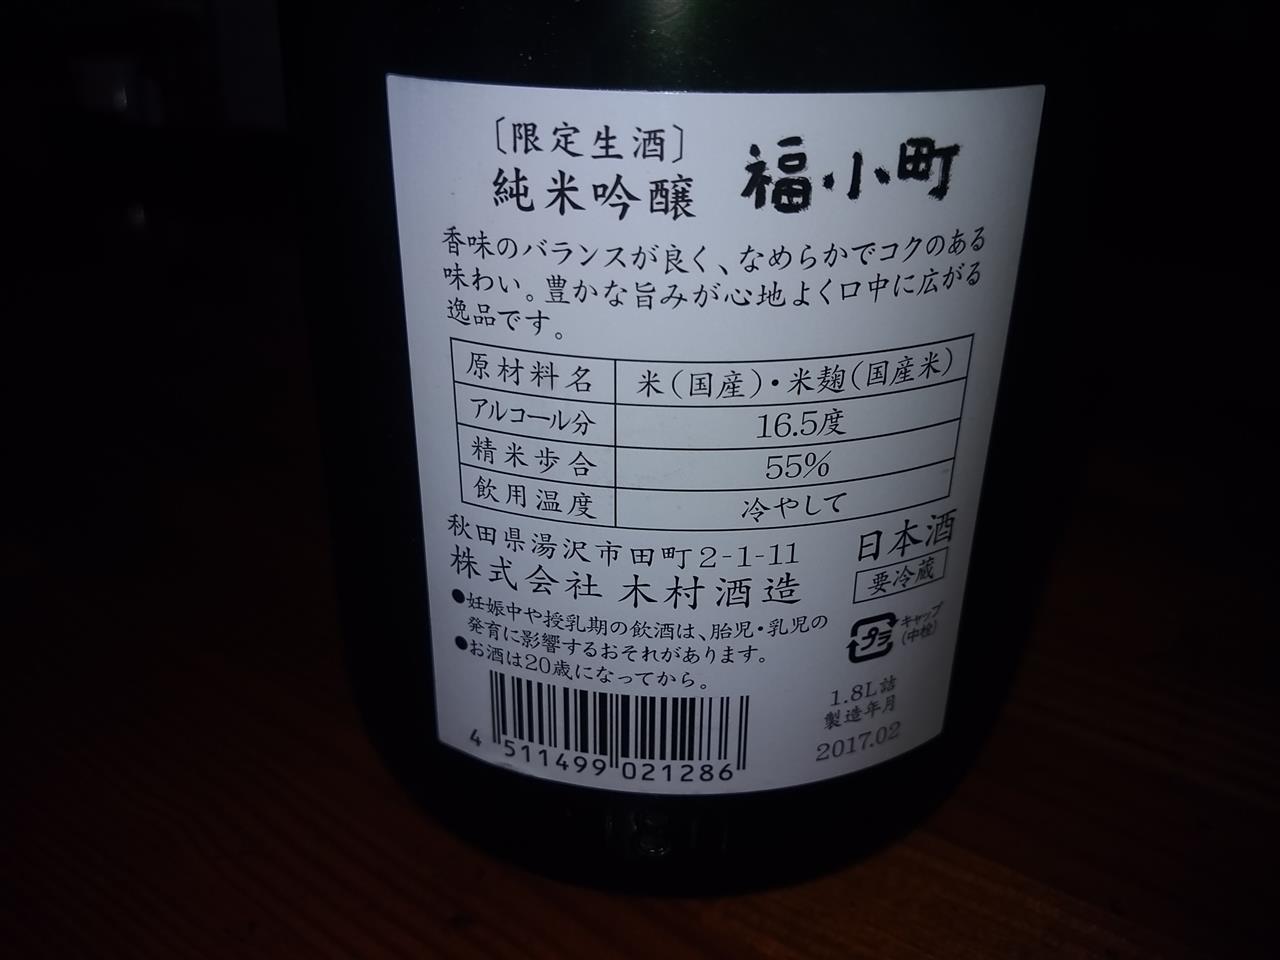 〔限定生酒〕
純米吟醸
福小町
香味のバランスが良く、なめらかでコクのある
味わい。豊かな旨みが心地よく口中に広がる
逸品です。
原材料名 米(国産)・米麹(国産米)
アルコール分 16.5度
精米歩合 55%
飲用温度 冷やして
秋田県湯沢市田町2-1-11
株式会社 木村酒造
日本酒
要冷蔵
●妊娠中や授乳期の飲酒は、胎児・乳児の
発育に影響するおそれがあります。
●お酒は20歳になってから。
プラ
キャップ
(中栓)
1.8L詰
製造年月
2017.02
4 511499 021286